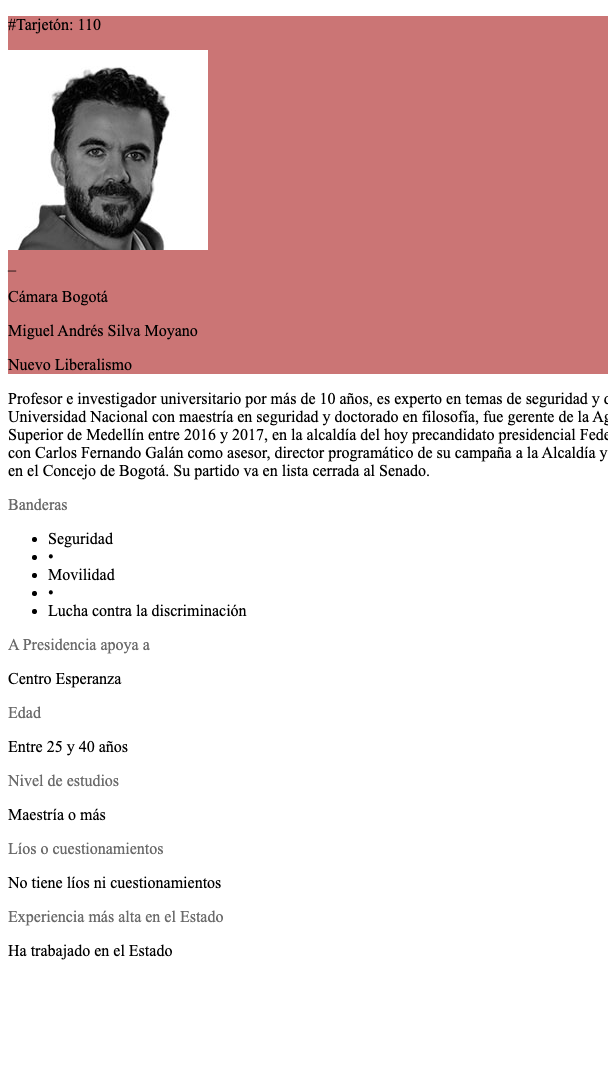 #Tarjetón: 110
_
Cámara Bogotá
Miguel Andrés Silva Moyano
Nuevo Liberalismo
Profesor e investigador universitario por más de 10 años, es experto en temas de seguridad y
Universidad Nacional con maestría en seguridad y doctorado en filosofía, fue gerente de la
Superior de Medellín entre 2016 y 2017, en la alcaldía del hoy precandidato presidencial
con Carlos Fernando Galán como asesor, director programático de su campaña a la Alcaldía y
en el Concejo de Bogotá. Su partido va en lista cerrada al Senado.
Banderas
• Seguridad
• •
• Movilidad
• •
• Lucha contra la discriminación
A Presidencia apoya a
Centro Esperanza
Edad
Entre 25 y 40 años
Nivel de estudios
Maestría o más
Líos o cuestionamientos
No tiene líos ni cuestionamientos
Experiencia más alta en el Estado
Ha trabajado en el Estado